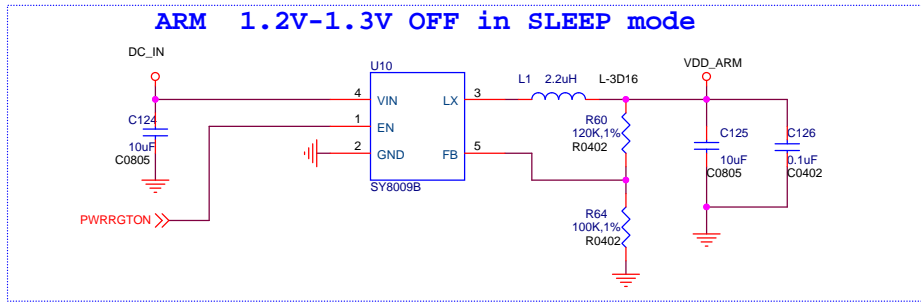 ARM 1.2V-1.3V OFF in SLEEP mode
DC_IN
U10
L1 2.2uH L-3D16
VDD_ARM
4 VIN LX 3
C124
10uF
C0805
1 EN
2 GND FB 5
SY8009B
R60
120K,1%
R0402
C125
10uF
C0805
C126
0.1uF
C0402
PWRRGTON
R64
100K,1%
R0402